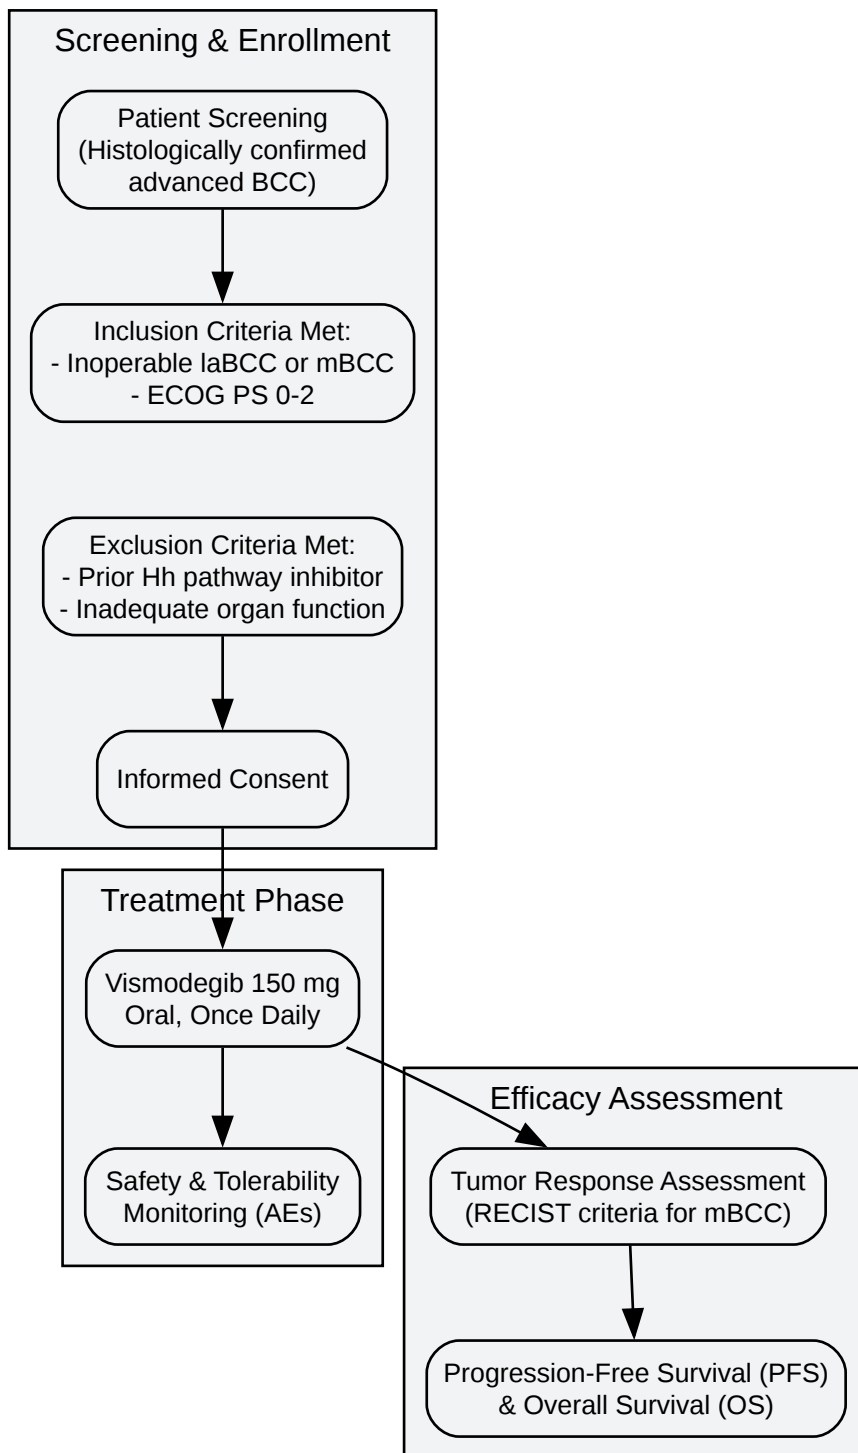 Screening & Enrollment
Patient Screening
(Histologically confirmed
advanced BCC)
Inclusion Criteria Met:
- Inoperable laBCC or mBCC
- ECOG PS 0-2
Exclusion Criteria Met:
- Prior Hh pathway inhibitor
- Inadequate organ function
Informed Consent
Treatment Phase
Vismodegib 150 mg
Oral, Once Daily
Safety & Tolerability
Monitoring (AEs)
Efficacy Assessment
Tumor Response Assessment
(RECIST criteria for mBCC)
Progression-Free Survival (PFS)
& Overall Survival (OS)